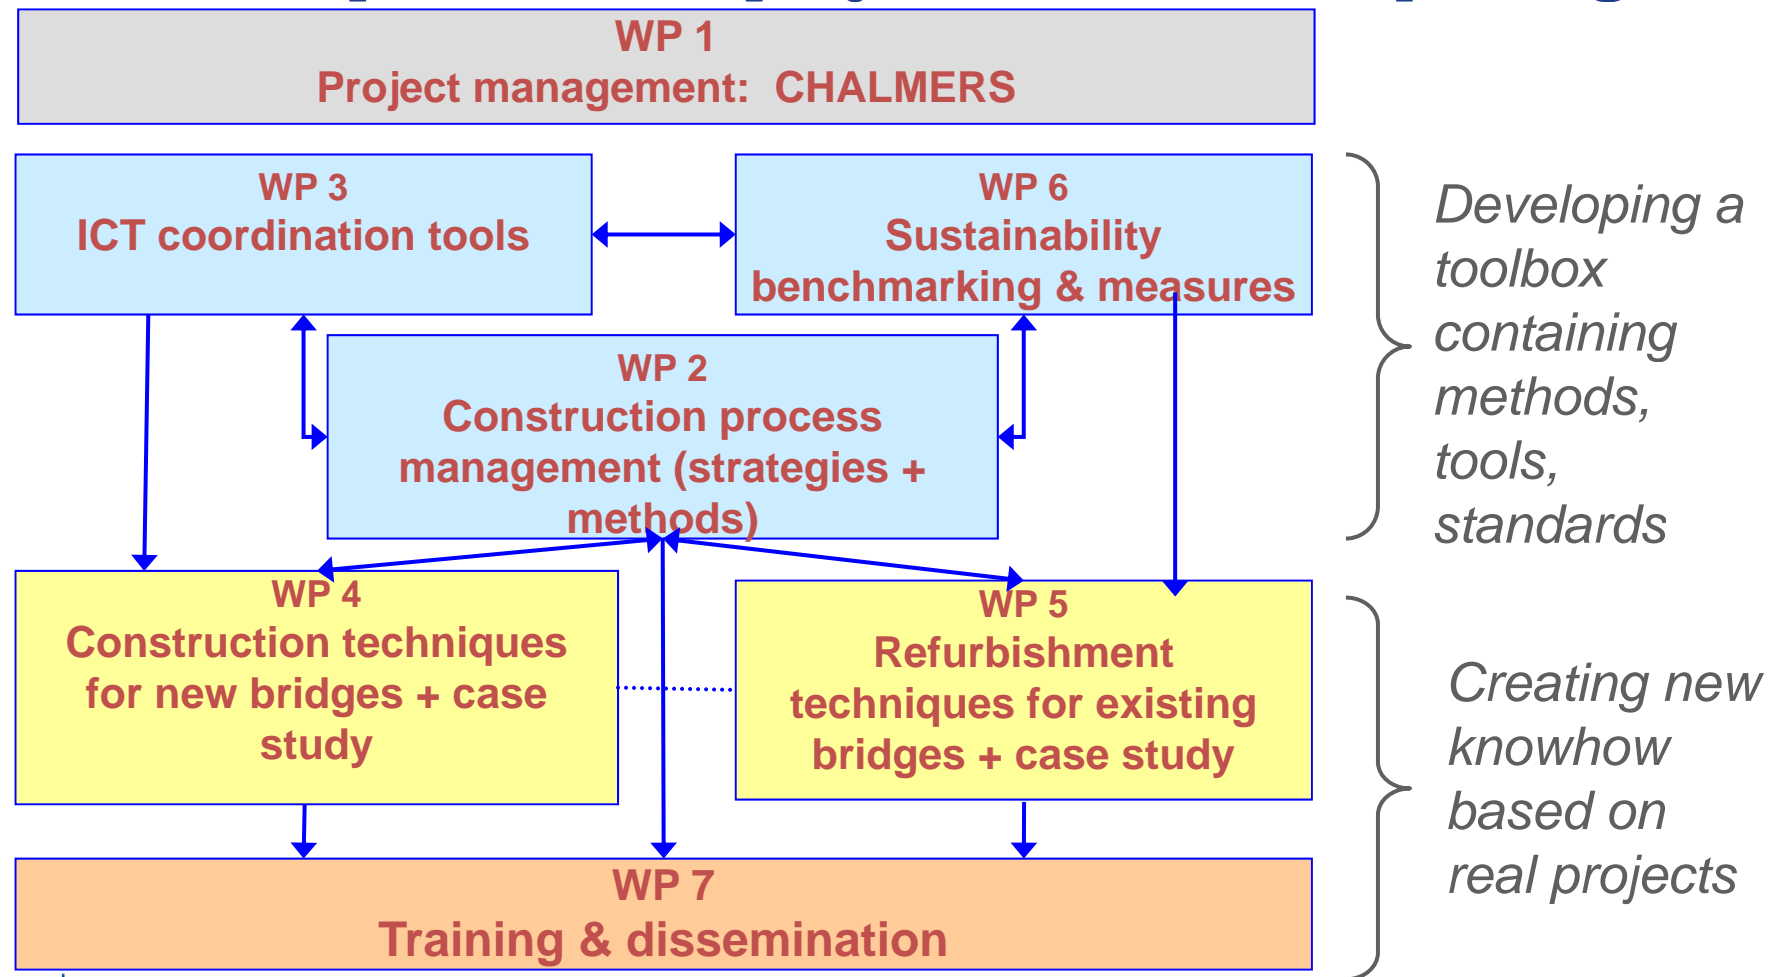 WP 1
Project management: CHALMERS
WP 3
ICT coordination tools
WP 6
Sustainability
benchmarking & measures
WP 2
Construction process
management (strategies +
methods)
Developing a
toolbox
containing
methods,
tools,
standards
WP 4
Construction techniques
for new bridges + case
study
WP 5
Refurbishment
techniques for existing
bridges + case study
Creating new
knowhow
based on
real projects
WP 7
Training & dissemination